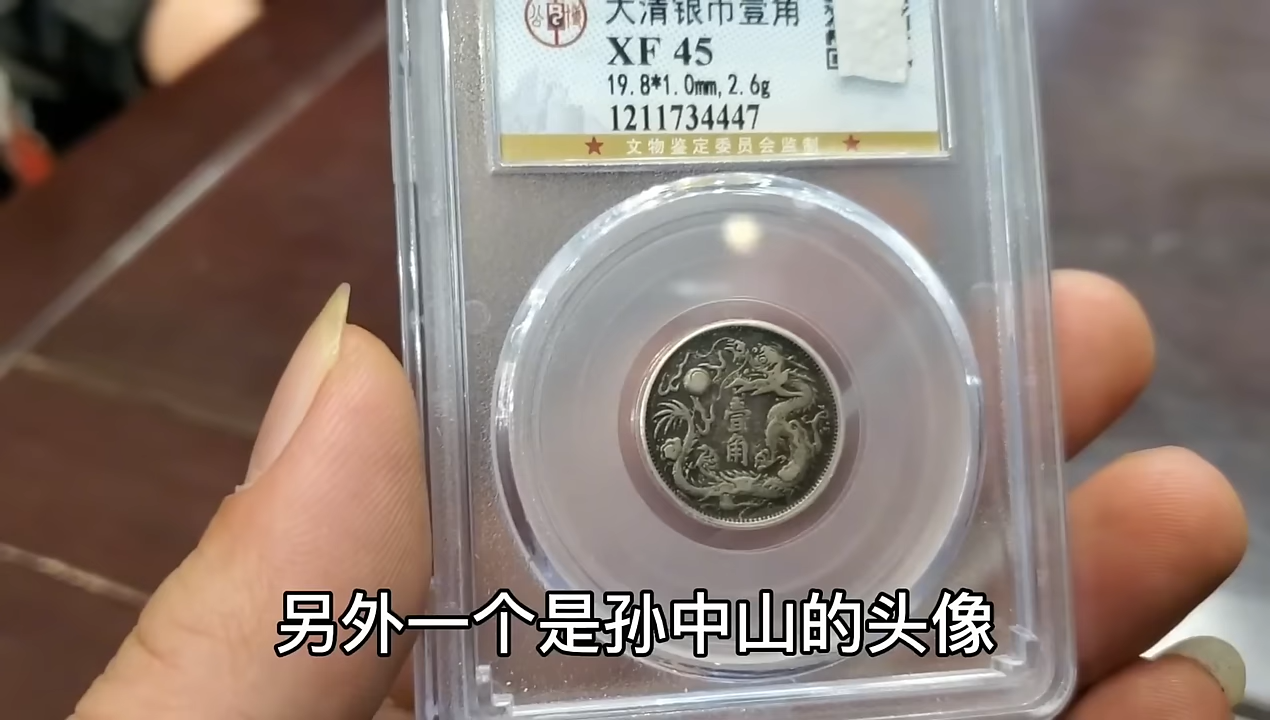 大清银币壹角
XF 45
19.8*1.0mm,2.6g
1211734447
★ 文物鉴定委员会监制 ★
壹角
另外一个是孙中山的头像